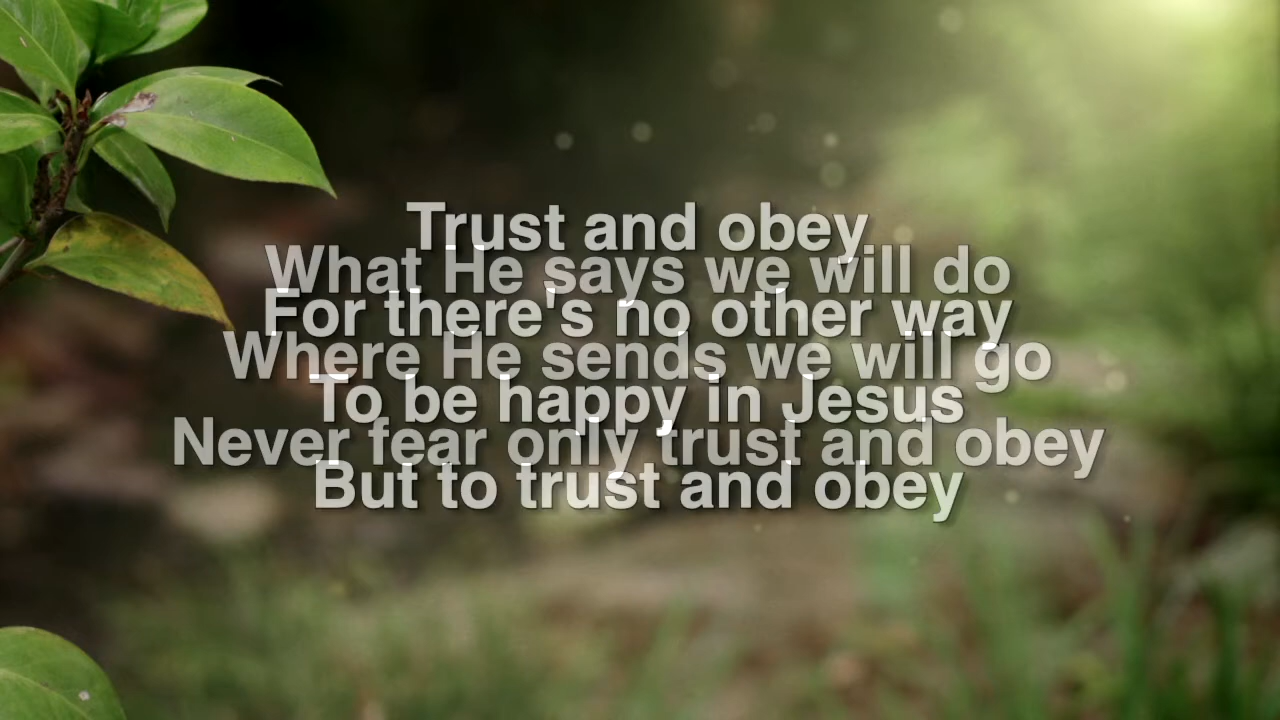 Trust and obey
What He says we will do
For there's no other way
Where He sends we will go
To be happy in Jesus
Never fear only trust and obey
But to trust and obey